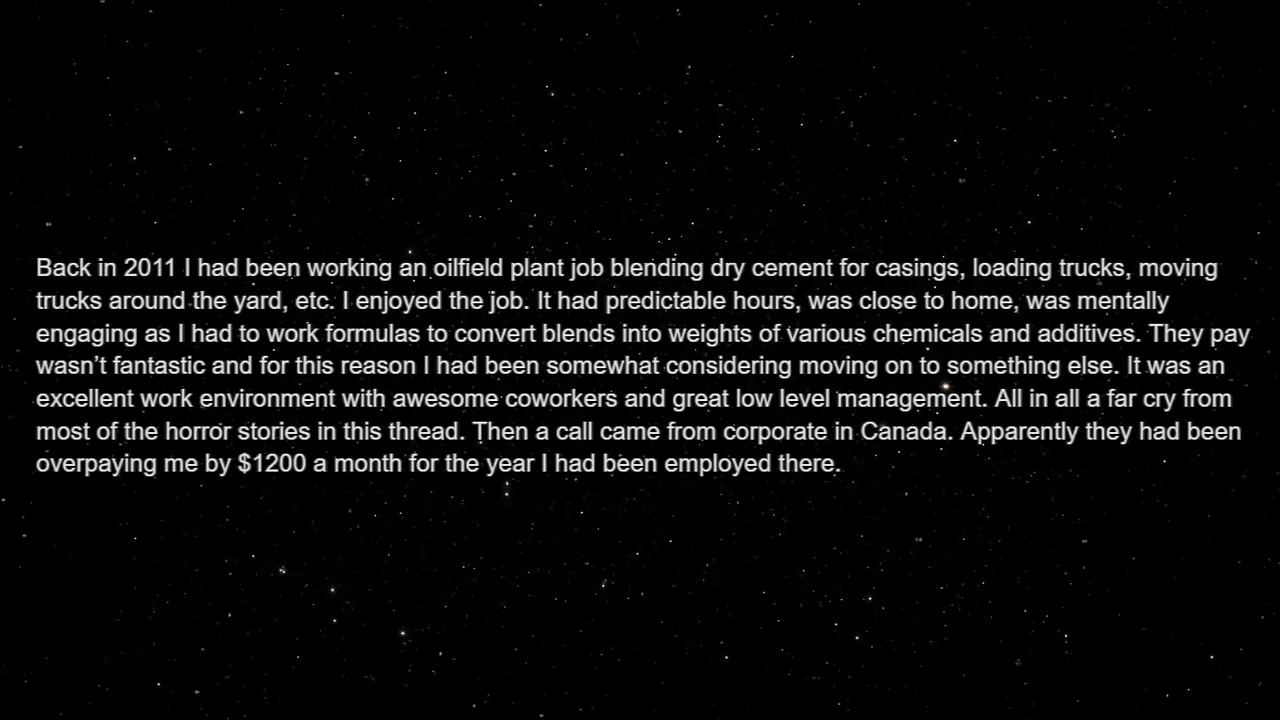 Back in 2011 I had been working an oilfield plant job blending dry cement for casings, loading trucks, moving
trucks around the yard, etc. I enjoyed the job. It had predictable hours, was close to home, was mentally
engaging as I had to work formulas to convert blends into weights of various chemicals and additives. They pay
wasn’t fantastic and for this reason I had been somewhat considering moving on to something else. It was an
excellent work environment with awesome coworkers and great low level management. All in all a far cry from
most of the horror stories in this thread. Then a call came from corporate in Canada. Apparently they had been
overpaying me by $1200 a month for the year I had been employed there.